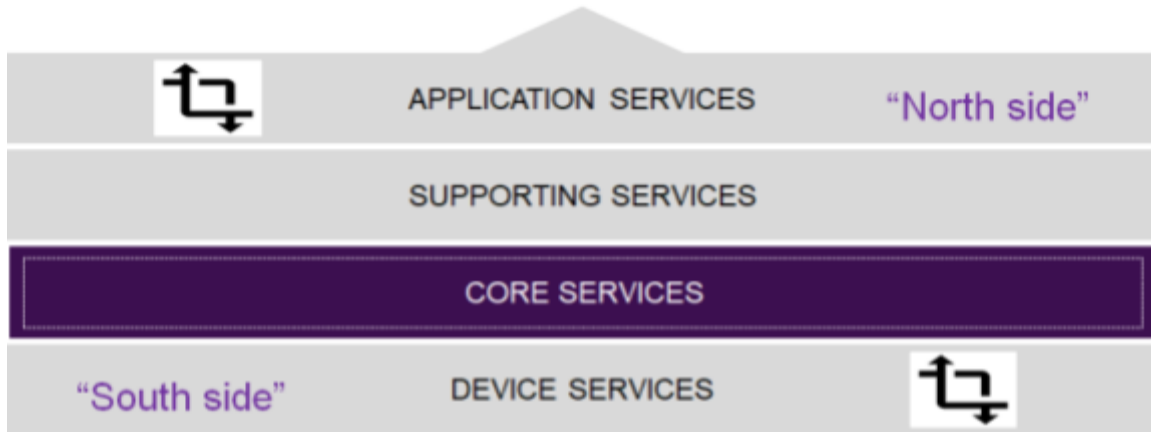 APPLICATION SERVICES “North side”
SUPPORTING SERVICES
CORE SERVICES
“South side” DEVICE SERVICES